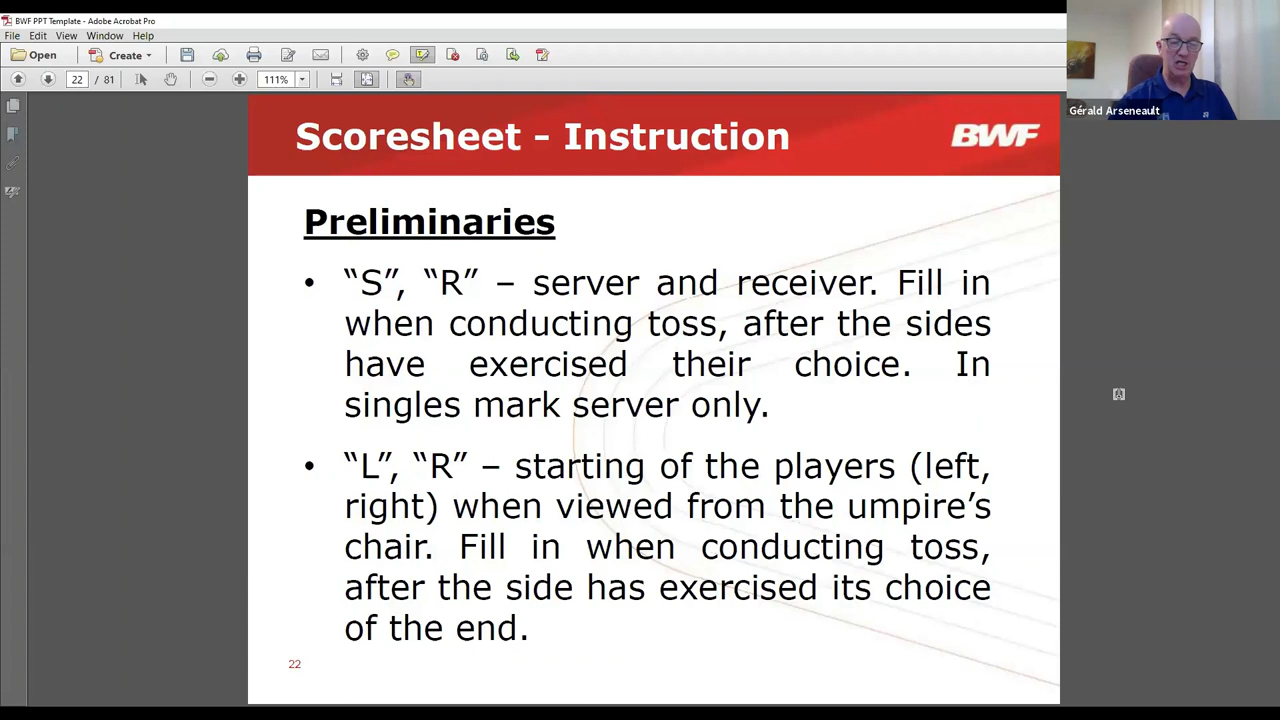 BWF PPT Template - Adobe Acrobat Pro
File Edit View Window Help
Open Create
22 / 81 111%
Gérald Arseneault
Scoresheet - Instruction
BWF
Preliminaries
• “S”, “R” – server and receiver. Fill in
when conducting toss, after the sides
have exercised their choice. In
singles mark server only.
• “L”, “R” – starting of the players (left,
right) when viewed from the umpire’s
chair. Fill in when conducting toss,
after the side has exercised its choice
of the end.
22